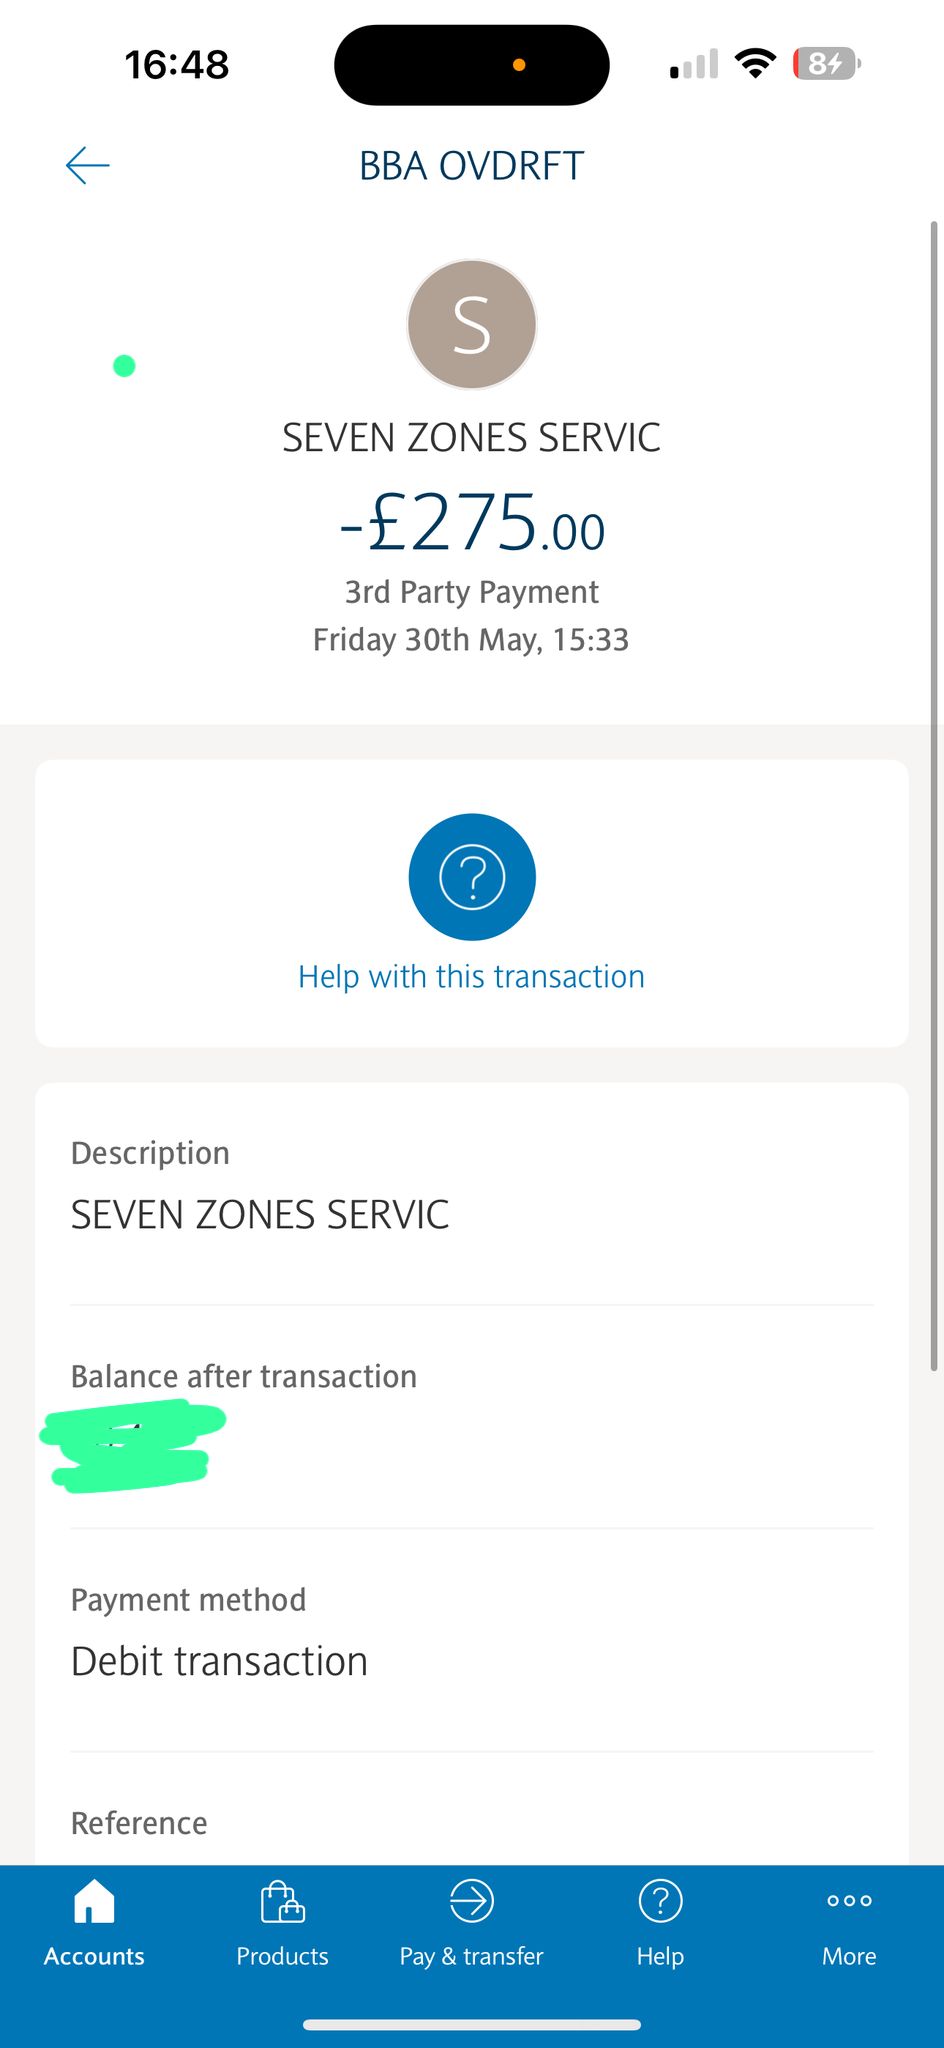 16:48
8
BBA OVDRFT
S
SEVEN ZONES SERVIC
-£275.00
3rd Party Payment
Friday 30th May, 15:33
?
Help with this transaction
Description
SEVEN ZONES SERVIC
Balance after transaction
Payment method
Debit transaction
Reference
?
Accounts Products Pay & transfer Help More